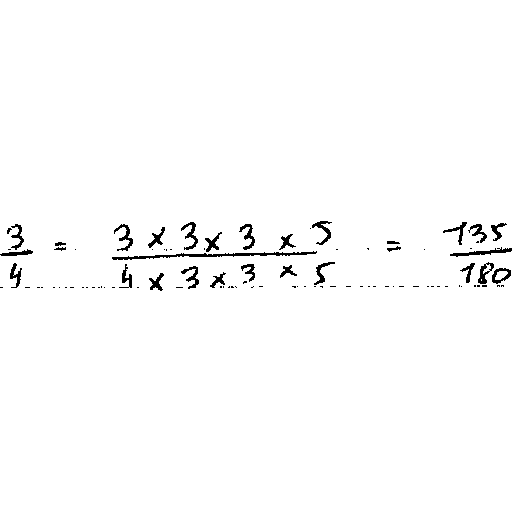 3/4 = 3 × 3 × 3 × 5 / 4 × 3 × 3 × 5 = 135/180